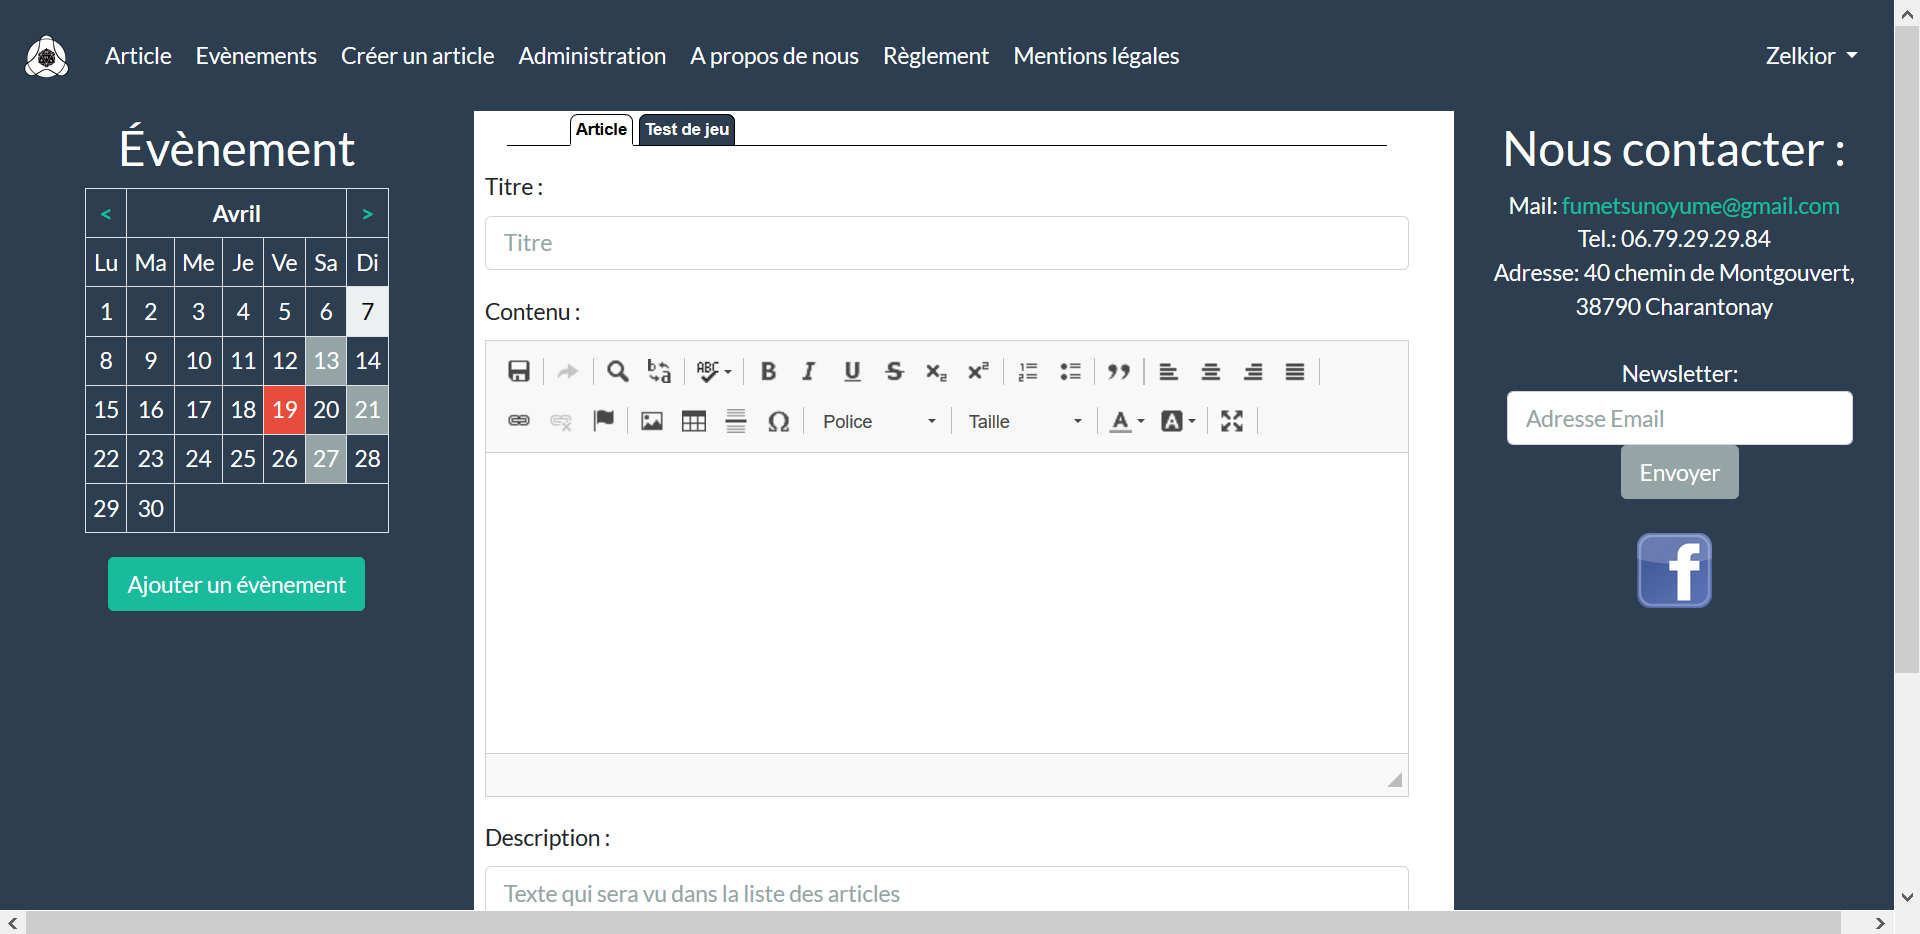 Article Evènements Créer un article Administration A propos de nous Règlement Mentions légales Zelkior
Évènement
< Avril >
Lu Ma Me Je Ve Sa Di
1 2 3 4 5 6 7
8 9 10 11 12 13 14
15 16 17 18 19 20 21
22 23 24 25 26 27 28
29 30
Ajouter un évènement
Article Test de jeu
Titre :
Titre
Contenu :
ABC B I U S x₂ x²
Ω Police Taille A A
Description :
Texte qui sera vu dans la liste des articles
Nous contacter :
Mail: fumetsunoyume@gmail.com
Tel.: 06.79.29.29.84
Adresse: 40 chemin de Montgouvert,
38790 Charantonay
Newsletter:
Adresse Email
Envoyer
f